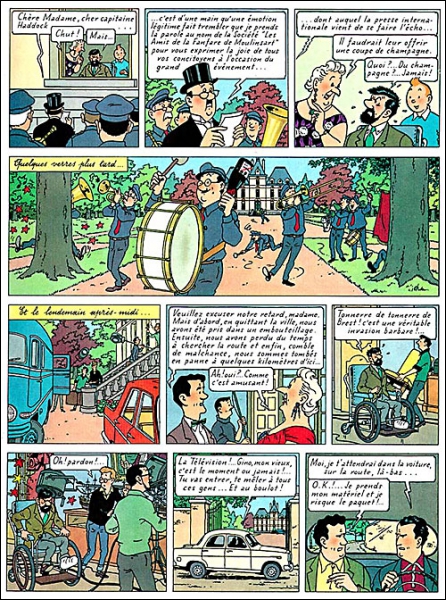 Chère Madame, cher capitaine
Haddock...
Chut!
Mais...
...c'est d'une main qu'une émotion
légitime fait trembler que je prends
la parole au nom de la Société "Les
Amis de la Fanfare de Moulinsart"
pour vous exprimer la joie de tous
vos concitoyens à l'occasion du
grand événement...
...dont auquel la presse interna-
tionale vient de se faire l'écho...
Il faudrait leur offrir
une coupe de champagne.
Quoi?...Du cham-
pagne?...Jamais!
Quelques verres plus tard...
Et le lendemain après-midi...
Veuillez excuser notre retard, madame.
Mais d'abord, en quittant la ville, nous
avons été pris dans un embouteillage.
Ensuite, nous avons perdu du temps
à chercher la route et enfin, comble
de malchance, nous sommes tombés
en panne à quelques kilomètres d'ici...
Ah!oui?. Comme
c'est amusant!
Tonnerre de tonnerre de
Brest! c'est une véritable
invasion barbare!...
Oh! pardon!...
La Télévision!...Gino, mon vieux,
c'est le moment ou jamais!...
Tu vas entrer, te mêler à tous
ces gens... Et au boulot!
Moi, je t'attendrai dans la voiture,
sur la route, là-bas...
O.K.!... Je prends
mon matériel et je
risque le paquet!...